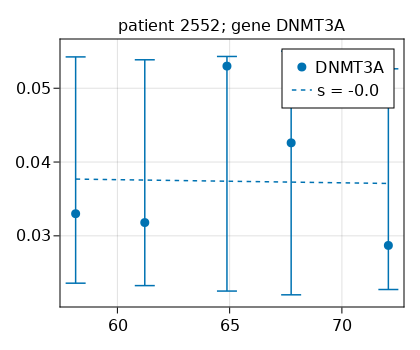 patient 2552; gene DNMT3A
DNMT3A
s = -0.0
0.05
0.04
0.03
60
65
70